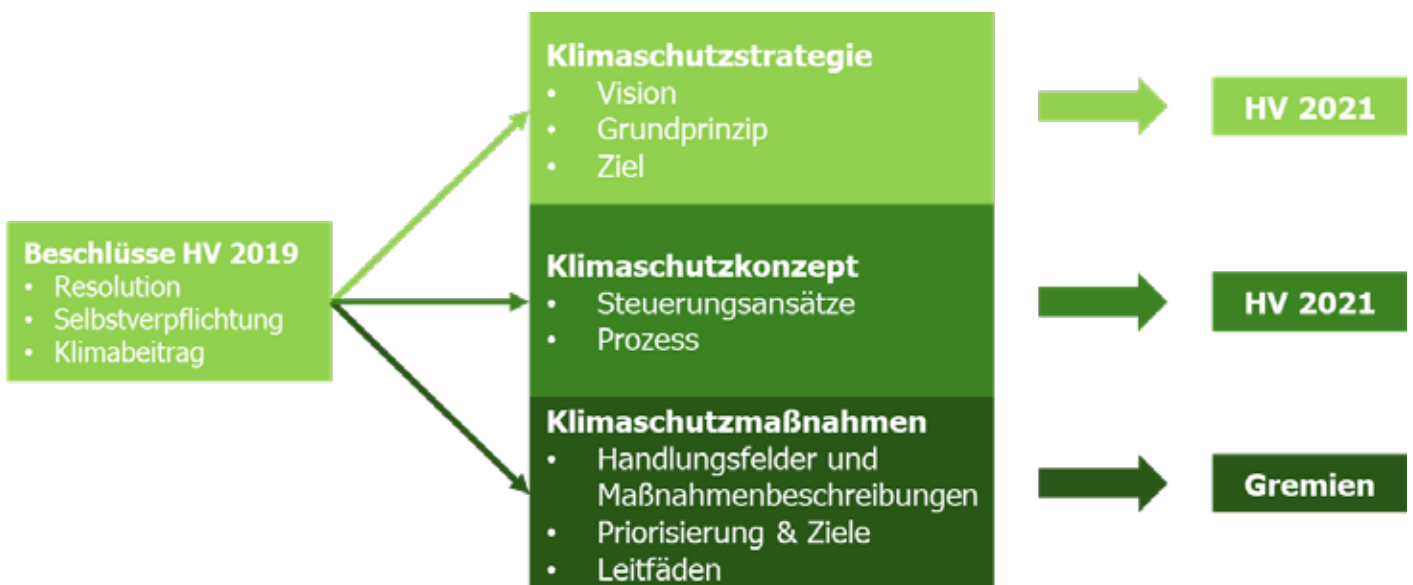 Beschlüsse HV 2019
• Resolution
• Selbstverpflichtung
• Klimabeitrag
Klimaschutzstrategie
• Vision
• Grundprinzip
• Ziel
HV 2021
Klimaschutzkonzept
• Steuerungsansätze
• Prozess
HV 2021
Klimaschutzmaßnahmen
• Handlungsfelder und
Maßnahmenbeschreibungen
• Priorisierung & Ziele
• Leitfäden
Gremien